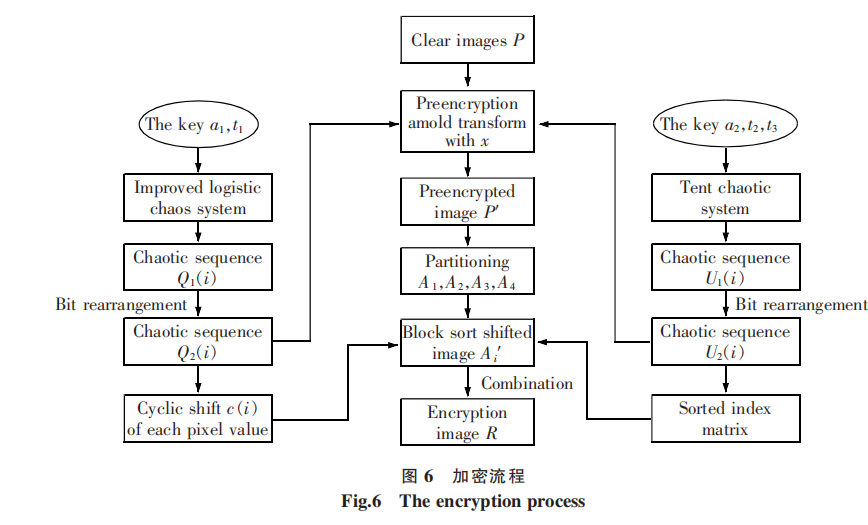 Clear images P
The key a₁,t₁
Preencryption
amold transform
with x
The key a₂,t₂,t₃
Improved logistic
chaos system
Preencrypted
image P′
Tent chaotic
system
Chaotic sequence
Q₁(i)
Partitioning
A₁,A₂,A₃,A₄
Chaotic sequence
U₁(i)
Bit rearrangement
Bit rearrangement
Chaotic sequence
Q₂(i)
Block sort shifted
image Aᵢ′
Chaotic sequence
U₂(i)
Combination
Cyclic shift c(i)
of each pixel value
Encryption
image R
Sorted index
matrix
图 6 加密流程
Fig.6 The encryption process